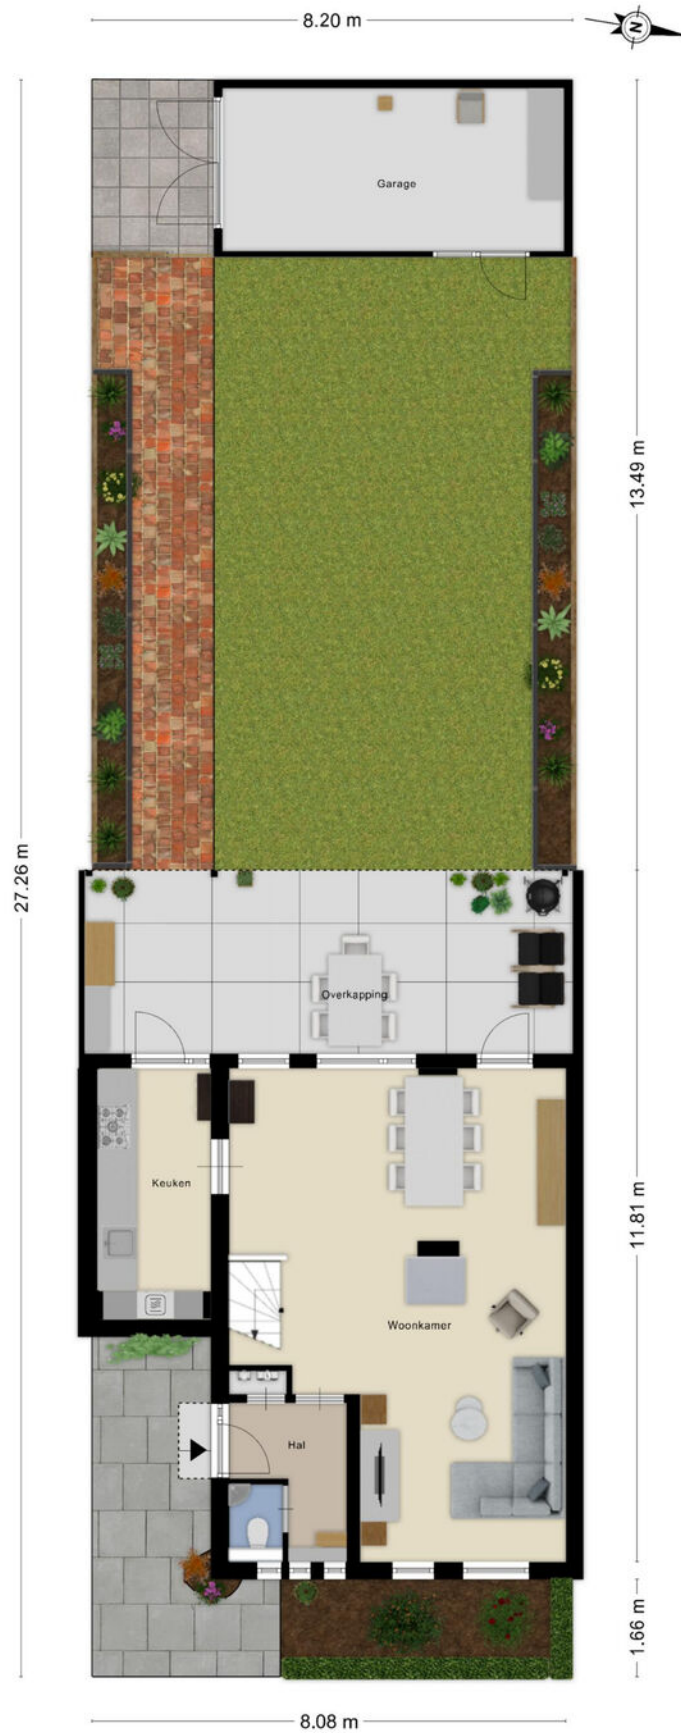 8.20 m
N
Garage
13.49 m
27.26 m
Overkapping
Keuken
11.81 m
Woonkamer
Hal
1.66 m
8.08 m